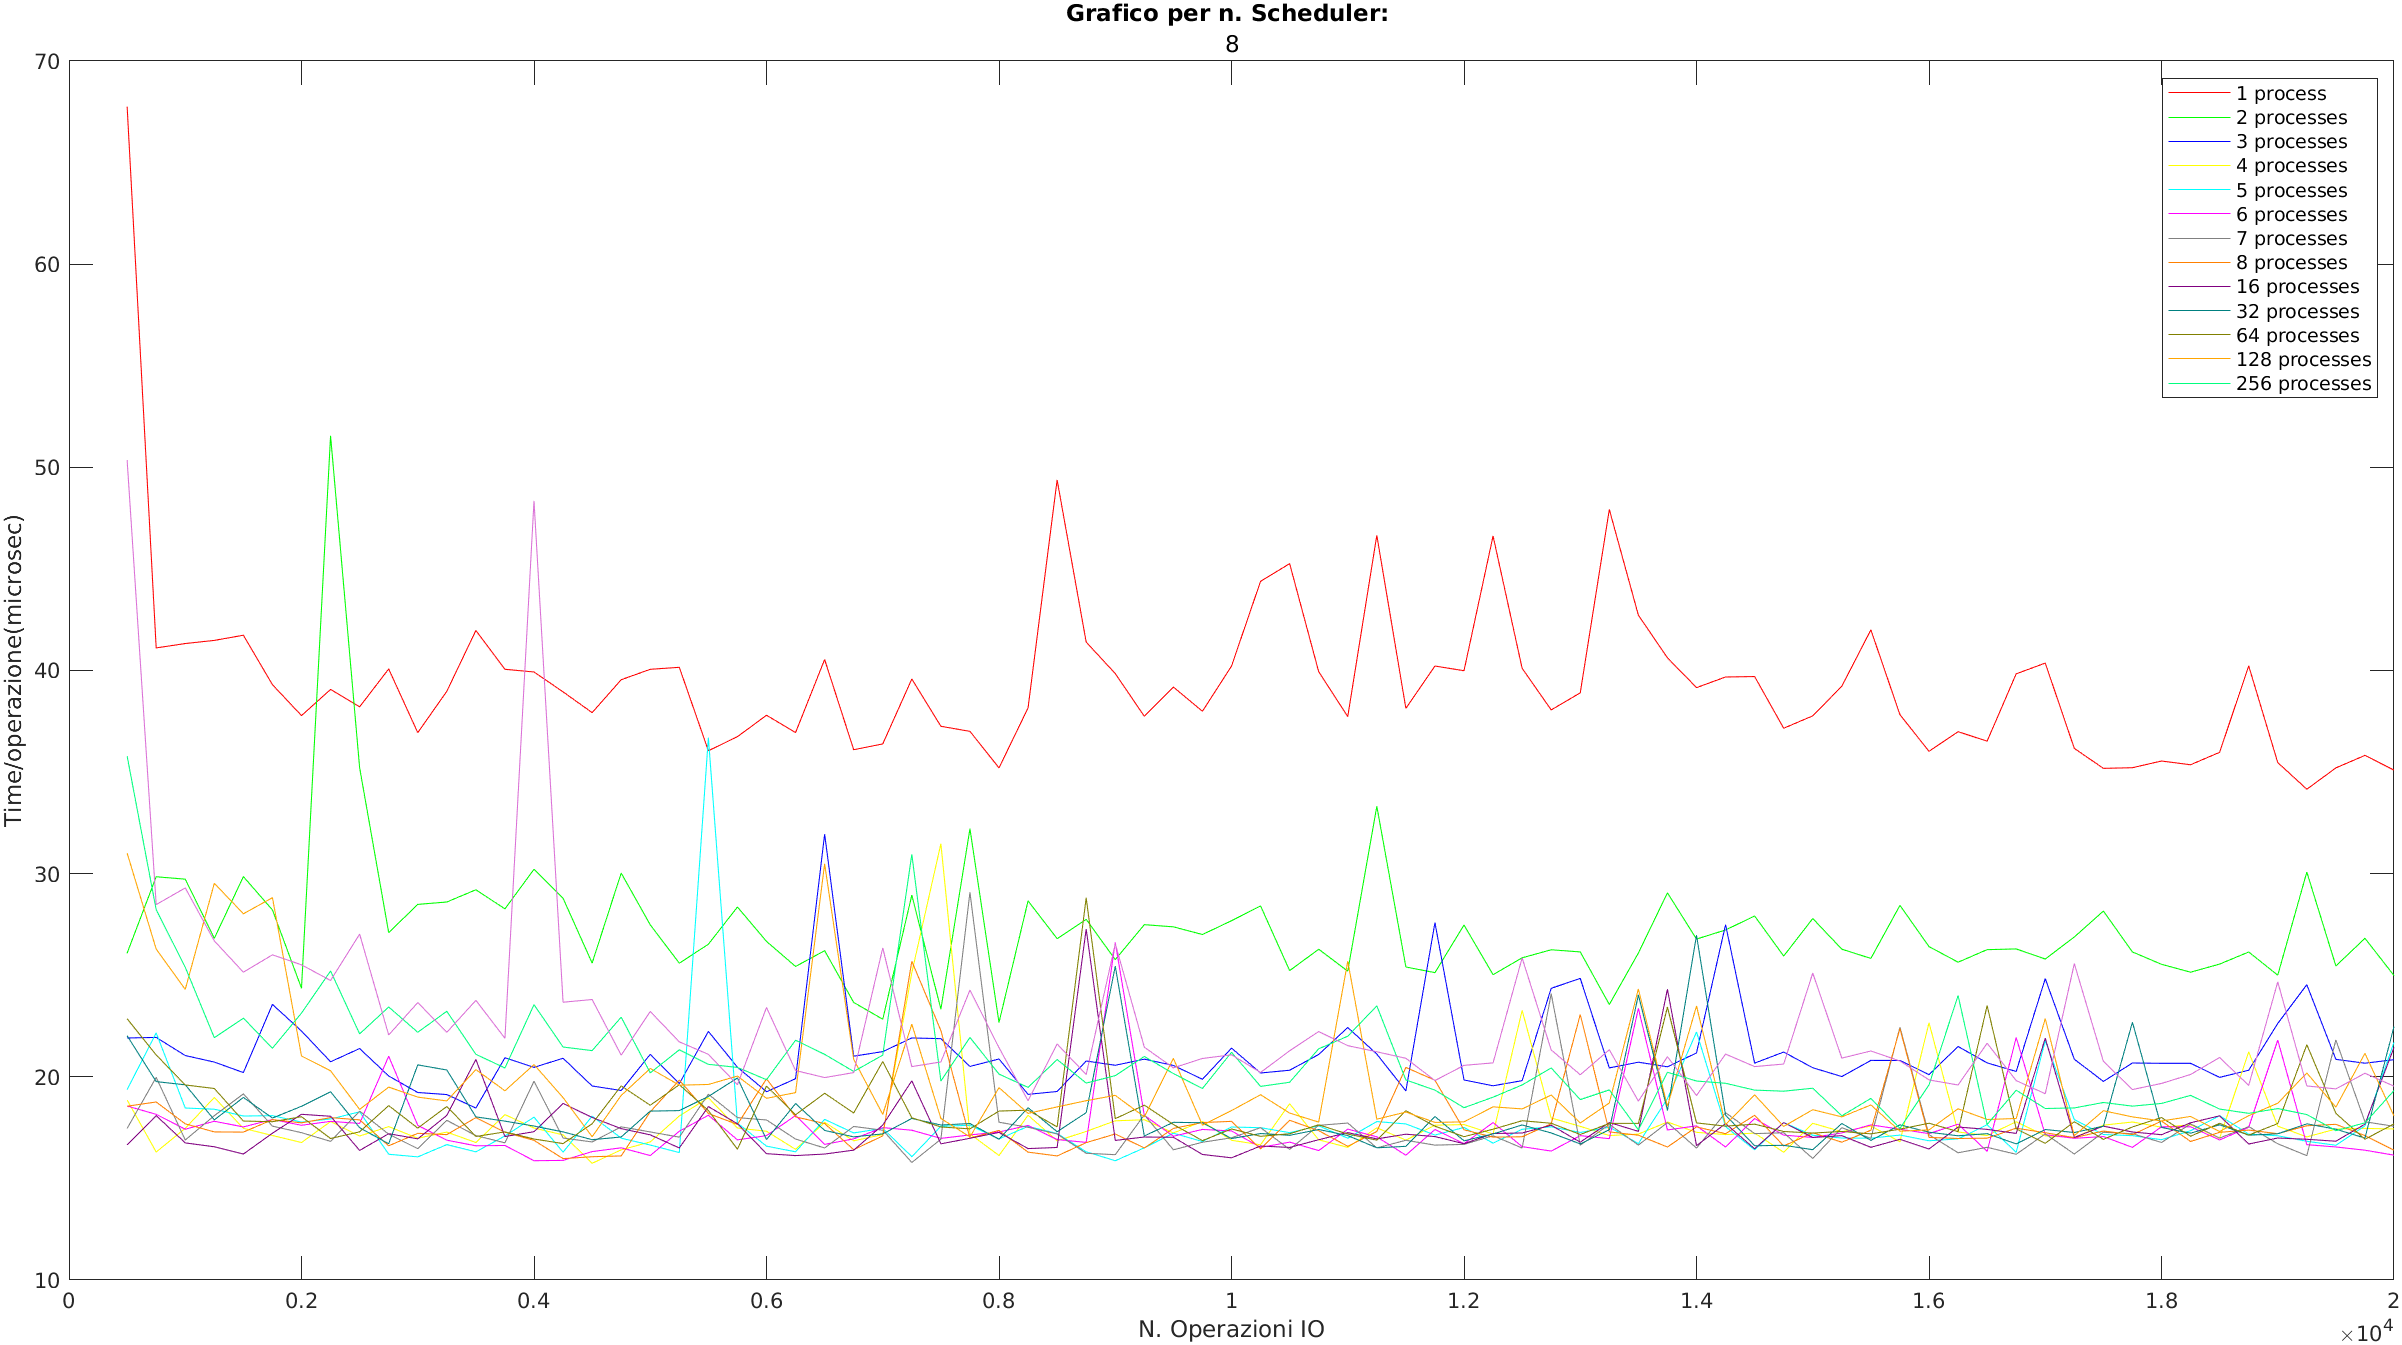 Grafico per n. Scheduler:
8
70
60
50
40
30
20
10
Time/operazione(microsec)
1 process
2 processes
3 processes
4 processes
5 processes
6 processes
7 processes
8 processes
16 processes
32 processes
64 processes
128 processes
256 processes
0 0.2 0.4 0.6 0.8 1 1.2 1.4 1.6 1.8 2
N. Operazioni IO
×10⁴